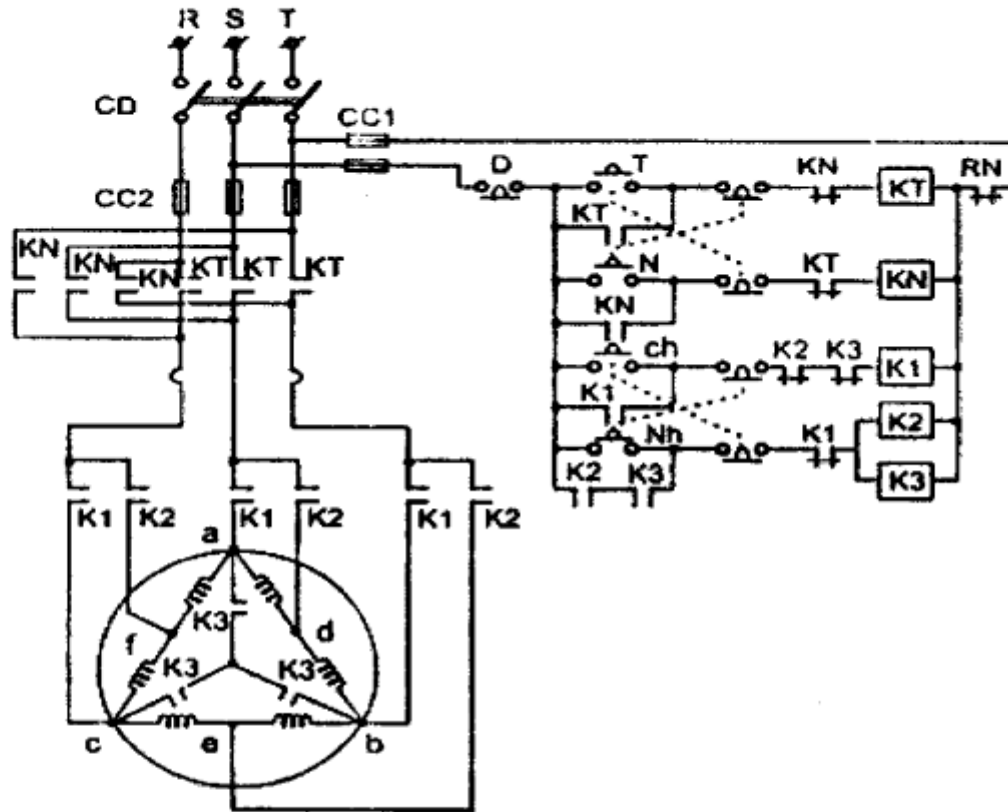 R S T
CD
CC1
D T KN KT RN
CC2
KT
KN KN KN KT KT KT
N KT KN
KN
ch K2 K3 K1
K1
Nh K1 K2
K2 K3 K3
K1 K2 K1 K2 K1 K2
a
K3
f d
K3 K3
c e b